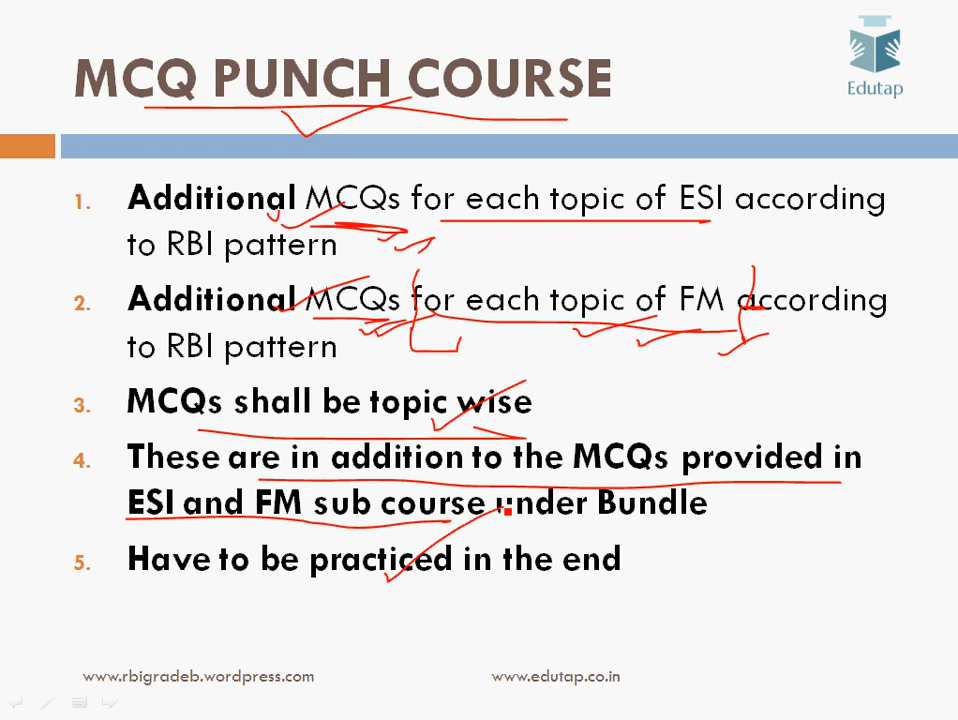 MCQ PUNCH COURSE
Edutap
1. Additional MCQs for each topic of ESI according
to RBI pattern
2. Additional MCQs for each topic of FM according
to RBI pattern
3. MCQs shall be topic wise
4. These are in addition to the MCQs provided in
ESI and FM sub course under Bundle
5. Have to be practiced in the end
www.rbigradeb.wordpress.com www.edutap.co.in